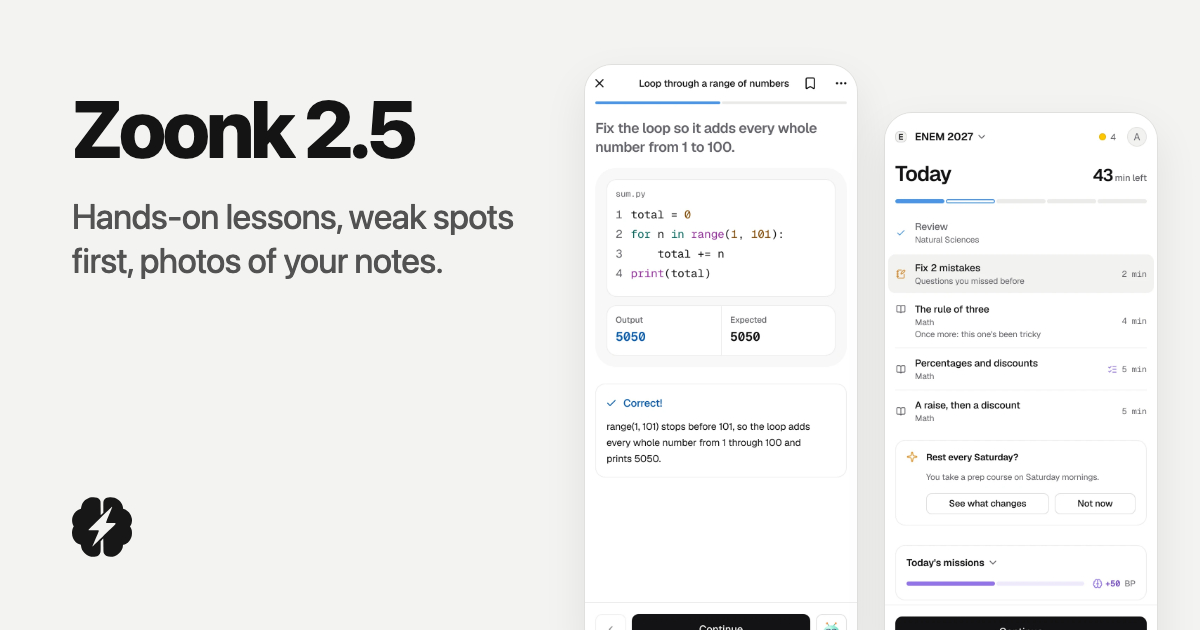 Zoonk 2.5
Hands-on lessons, weak spots
first, photos of your notes.
Loop through a range of numbers
Fix the loop so it adds every whole
number from 1 to 100.
sum.py
1 total = 0
2 for n in range(1, 101):
3     total += n
4 print(total)
Output
5050
Expected
5050
Correct!
range(1, 101) stops before 101, so the loop adds
every whole number from 1 through 100 and
prints 5050.
Continue
E ENEM 2027
4
A
Today
43 min left
Review
Natural Sciences
Fix 2 mistakes
Questions you missed before
2 min
The rule of three
Math
Once more: this one's been tricky
4 min
Percentages and discounts
Math
5 min
A raise, then a discount
Math
5 min
Rest every Saturday?
You take a prep course on Saturday mornings.
See what changes
Not now
Today's missions
+50 BP
Continue